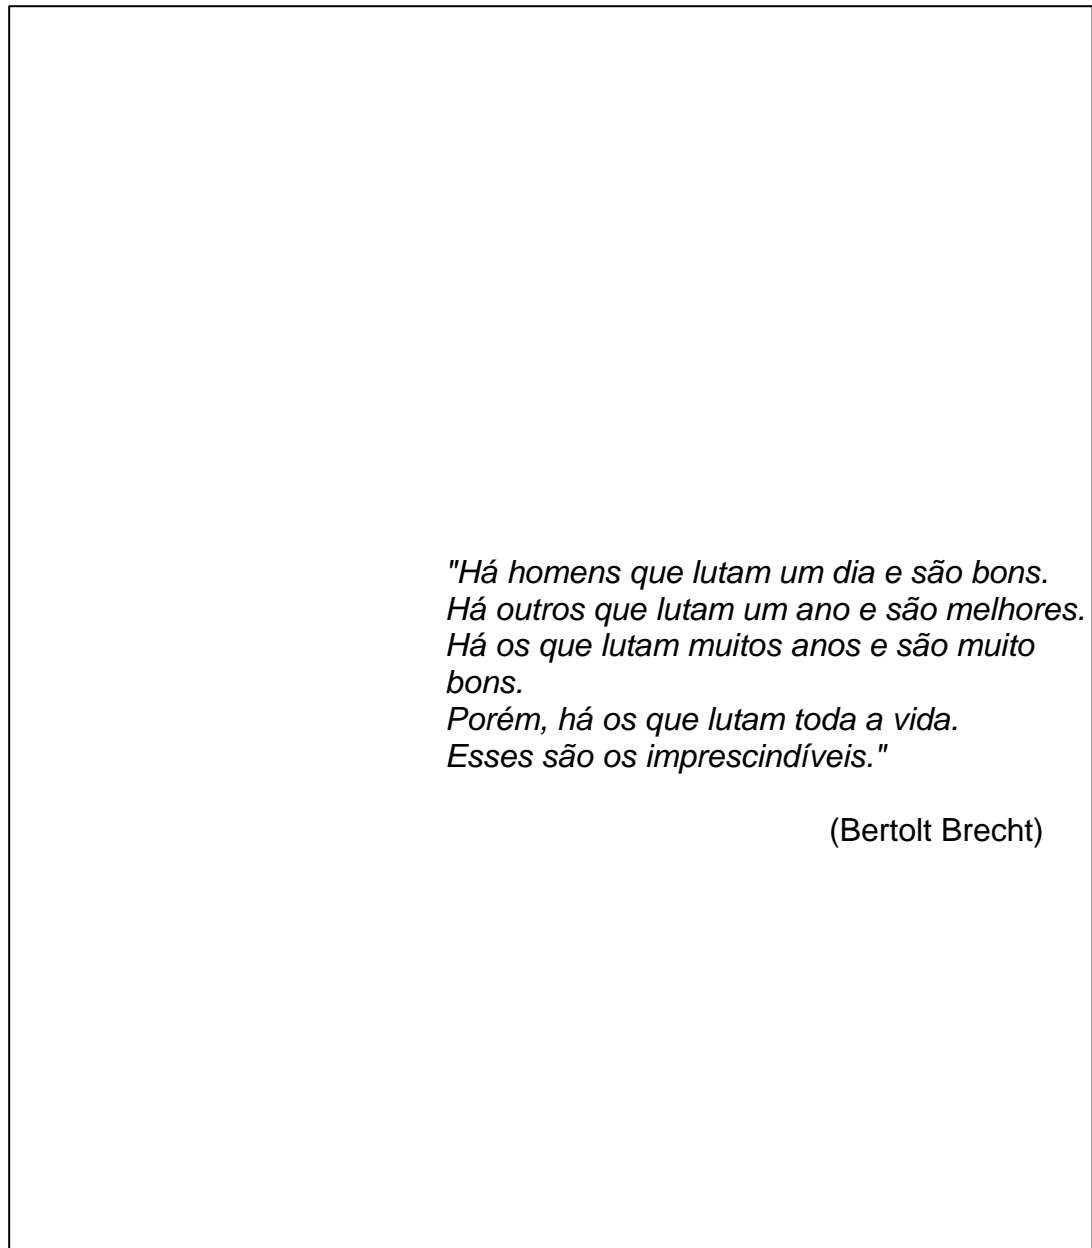 "Há homens que lutam um dia e são bons.
Há outros que lutam um ano e são melhores.
Há os que lutam muitos anos e são muito
bons.
Porém, há os que lutam toda a vida.
Esses são os imprescindíveis."
(Bertolt Brecht)